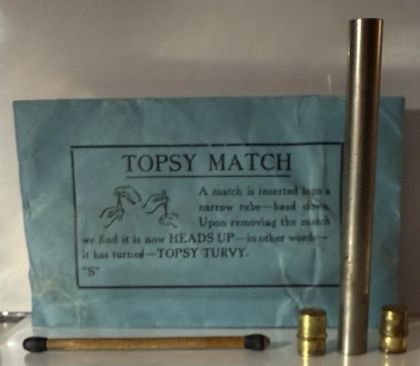 TOPSY MATCH
A match is inserted into a
narrow tube—head down.
Upon removing the match
we find it is now HEADS UP—in other words—
it has turned—TOPSY TURVY.
"S"